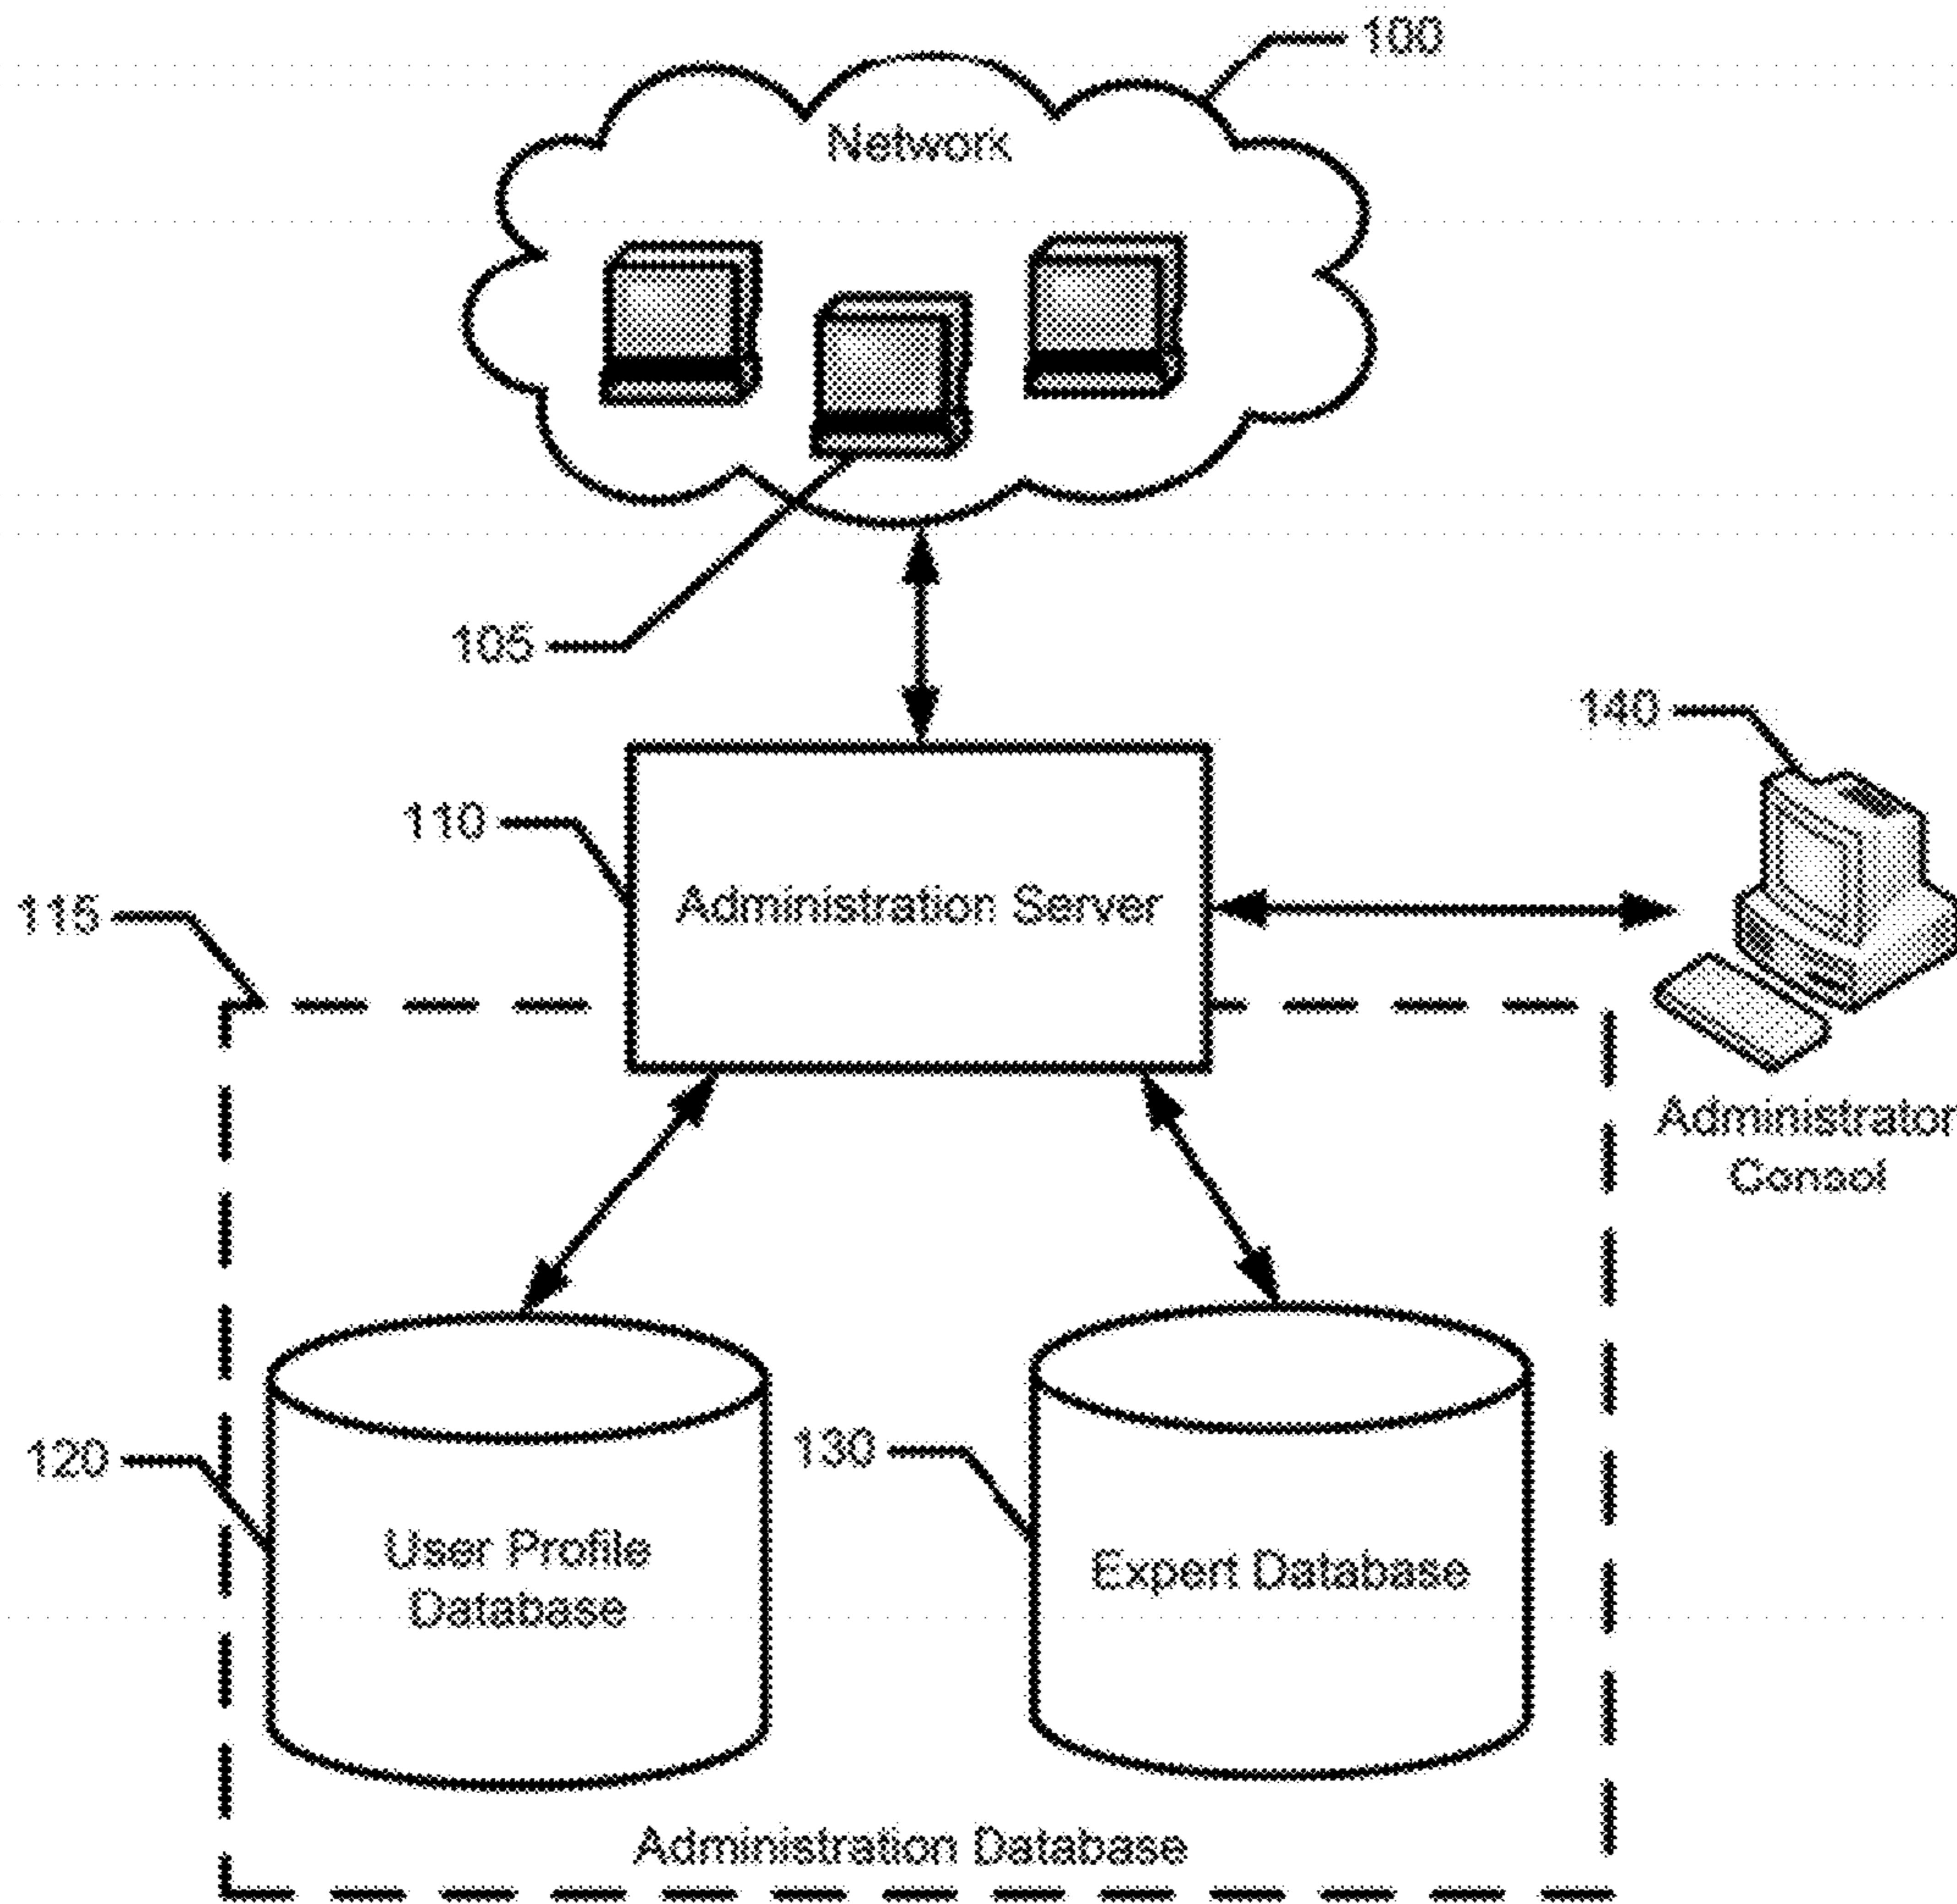 100
Network
105
140
110
Administration Server
115
Administrator
Consol
120
130
User Profile
Database
Expert Database
Administration Database